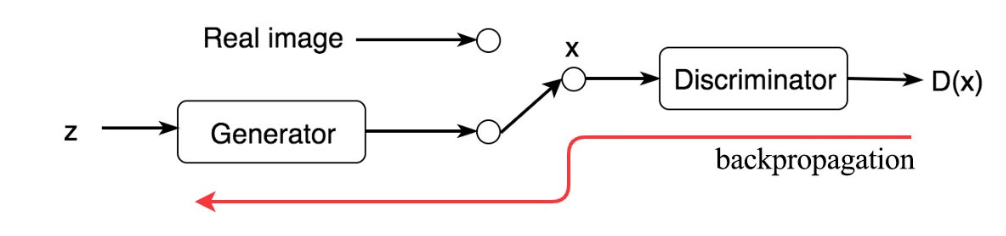 Real image
x
Discriminator
D(x)
z
Generator
backpropagation